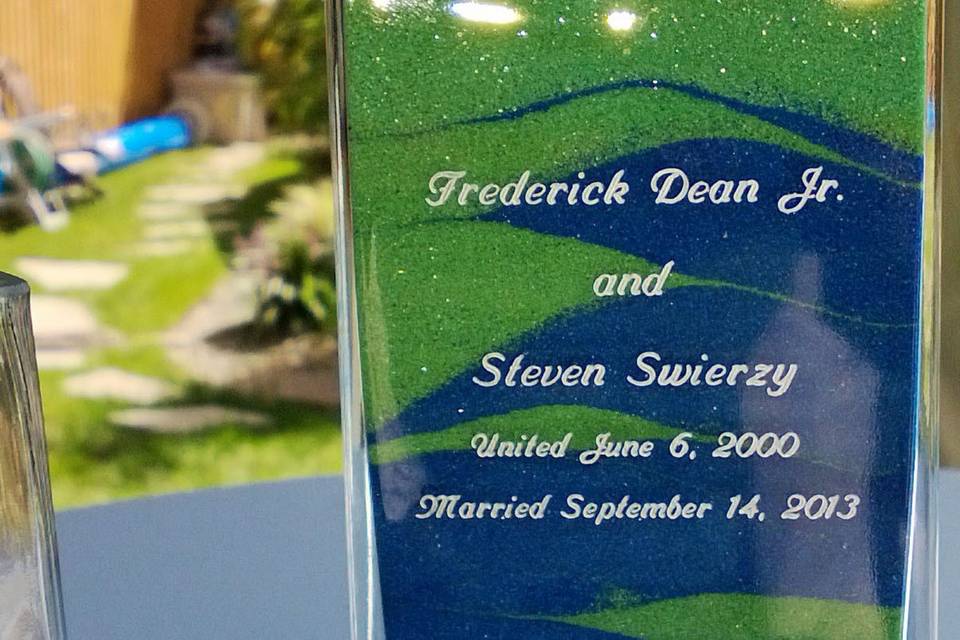 Frederick Dean Jr.
and
Steven Swierzy
United June 6, 2000
Married September 14, 2013